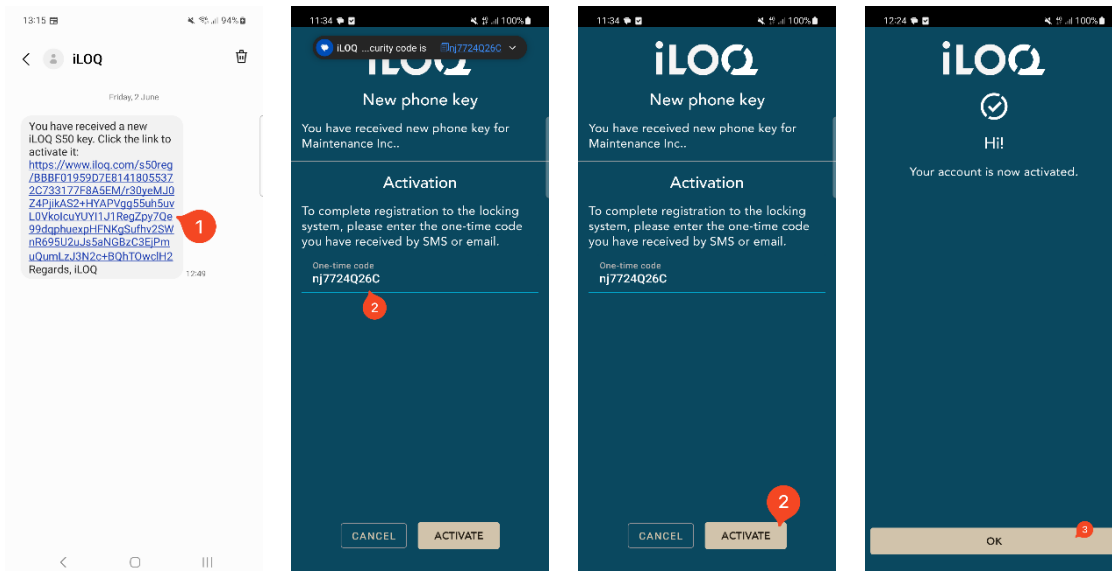 13:15
94%
iLOQ
Friday, 2 June
You have received a new
iLOQ S50 key. Click the link to
activate it:
https://www.iloq.com/s50reg
/BBBF01959D7E8141805537
2C733177F8A5EM/r30yeMJ0
Z4PjikAS2+HYAPVgg55uh5uv
L0VkolcuYUYI1J1RegZpy7Qe
99dqphuexpHFNKgSufhv2SW
nR695U2uJs5aNGBzC3EjPm
uQumLzJ3N2c+BQhTOwclH2
Regards, iLOQ
12:49
1
11:34
100%
iLOQ ...curity code is nj7724Q26C
iLOQ
New phone key
You have received new phone key for
Maintenance Inc..
Activation
To complete registration to the locking
system, please enter the one-time code
you have received by SMS or email.
One-time code
nj7724Q26C
2
CANCEL
ACTIVATE
11:34
100%
iLOQ
New phone key
You have received new phone key for
Maintenance Inc..
Activation
To complete registration to the locking
system, please enter the one-time code
you have received by SMS or email.
One-time code
nj7724Q26C
2
CANCEL
ACTIVATE
12:24
100%
iLOQ
Hi!
Your account is now activated.
3
OK